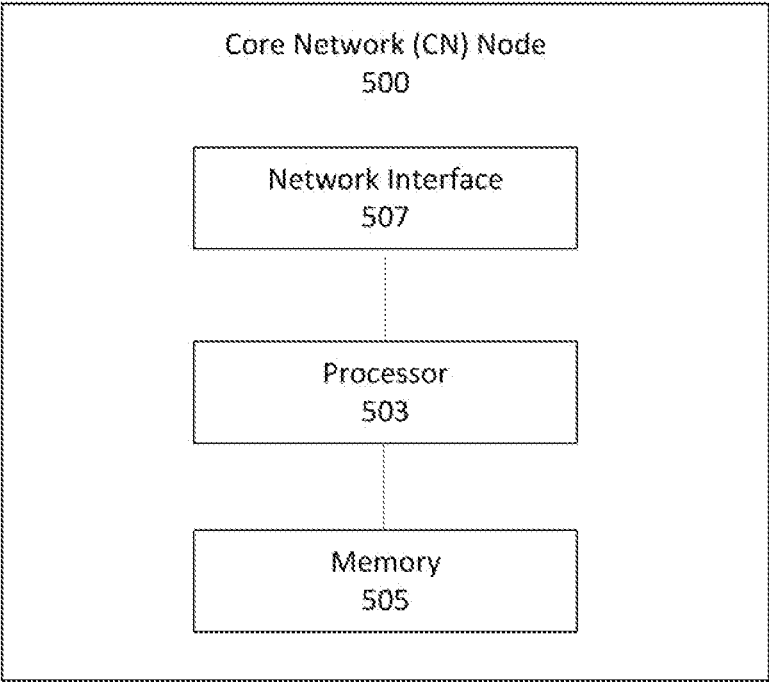 Core Network (CN) Node
500
Network Interface
507
Processor
503
Memory
505